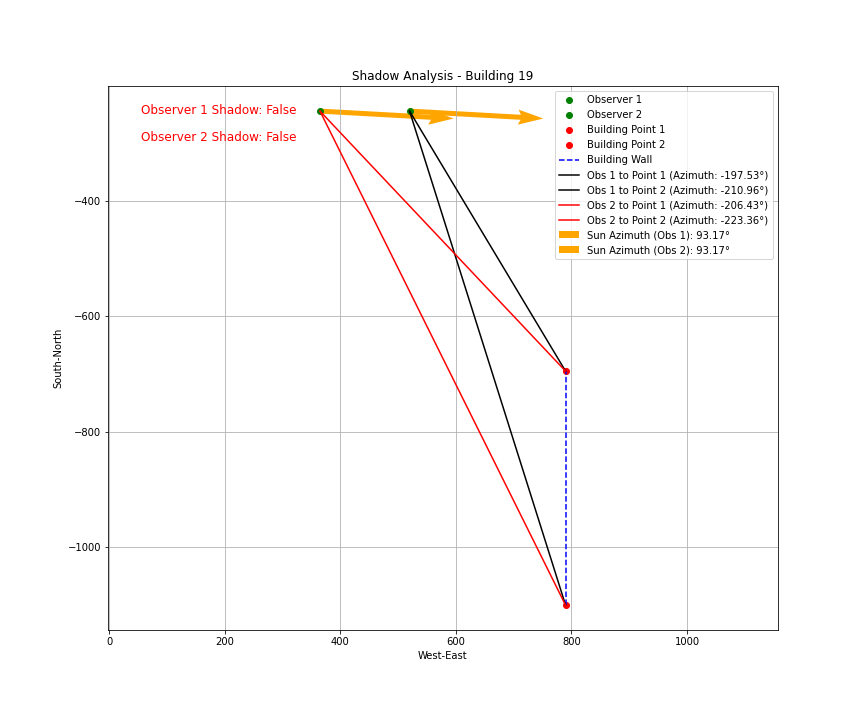 Shadow Analysis - Building 19
Observer 1 Shadow: False
Observer 2 Shadow: False
Observer 1
Observer 2
Building Point 1
Building Point 2
Building Wall
Obs 1 to Point 1 (Azimuth: -197.53°)
Obs 1 to Point 2 (Azimuth: -210.96°)
Obs 2 to Point 1 (Azimuth: -206.43°)
Obs 2 to Point 2 (Azimuth: -223.36°)
Sun Azimuth (Obs 1): 93.17°
Sun Azimuth (Obs 2): 93.17°
South-North
−400
−600
−800
−1000
0 200 400 600 800 1000
West-East